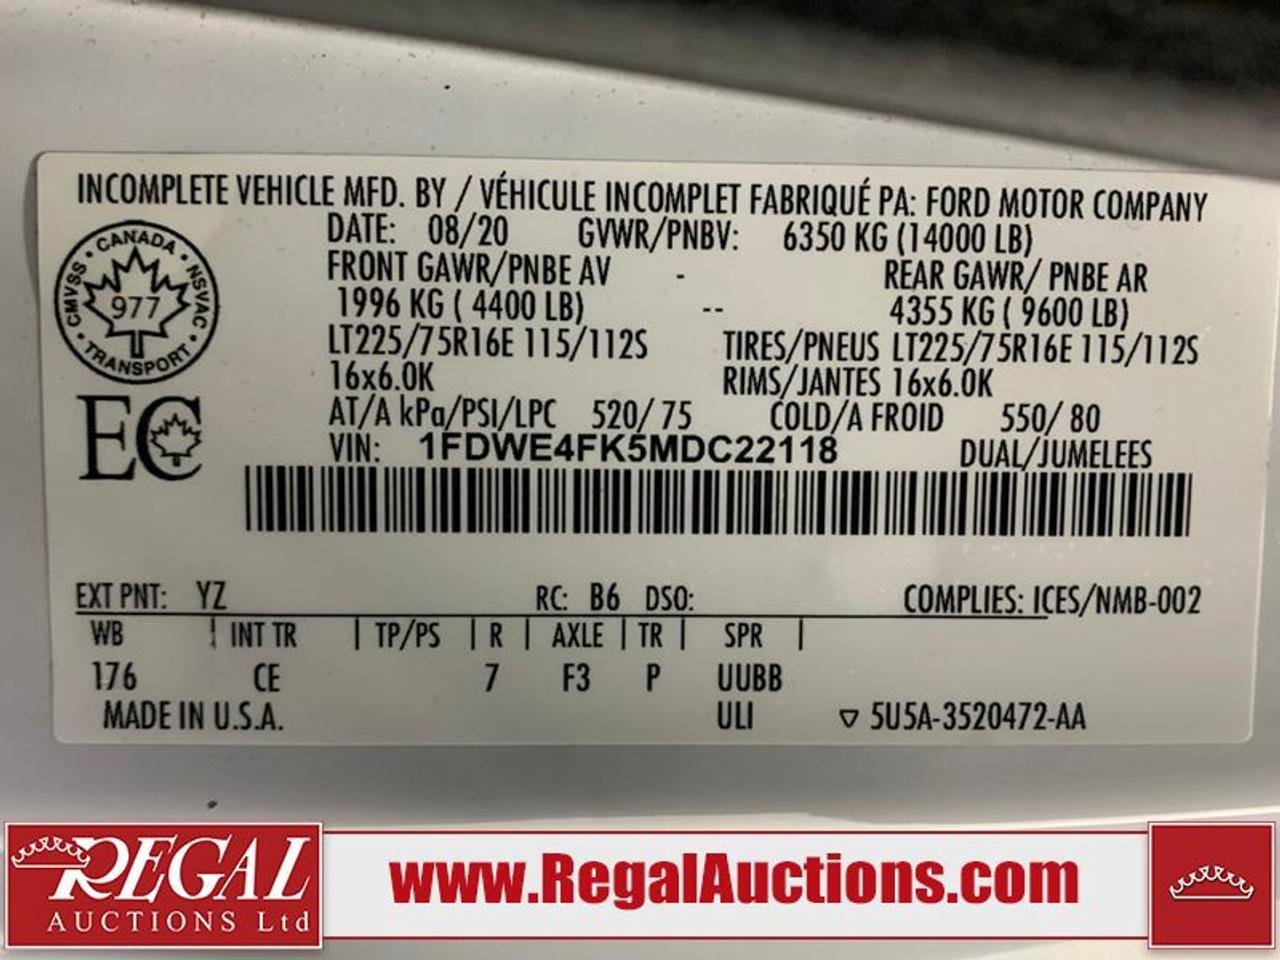 INCOMPLETE VEHICLE MFD. BY / VÉHICULE INCOMPLET FABRIQUÉ PA: FORD MOTOR COMPANY
DATE: 08/20 GVWR/PNBV: 6350 KG (14000 LB)
FRONT GAWR/PNBE AV - REAR GAWR/ PNBE AR
1996 KG ( 4400 LB) -- 4355 KG ( 9600 LB)
LT225/75R16E 115/112S TIRES/PNEUS LT225/75R16E 115/112S
16x6.0K RIMS/JANTES 16x6.0K
AT/A kPa/PSI/LPC 520/ 75 COLD/A FROID 550/ 80
VIN: 1FDWE4FK5MDC22118 DUAL/JUMELEES
CANADA
CMVSS • NSVAC
977
TRANSPORT
EC
EXT PNT: YZ RC: B6 DSO: COMPLIES: ICES/NMB-002
WB | INT TR | TP/PS | R | AXLE | TR | SPR |
176 CE 7 F3 P UUBB
MADE IN U.S.A. ULI ▽ 5U5A-3520472-AA
REGAL
AUCTIONS Ltd
www.RegalAuctions.com